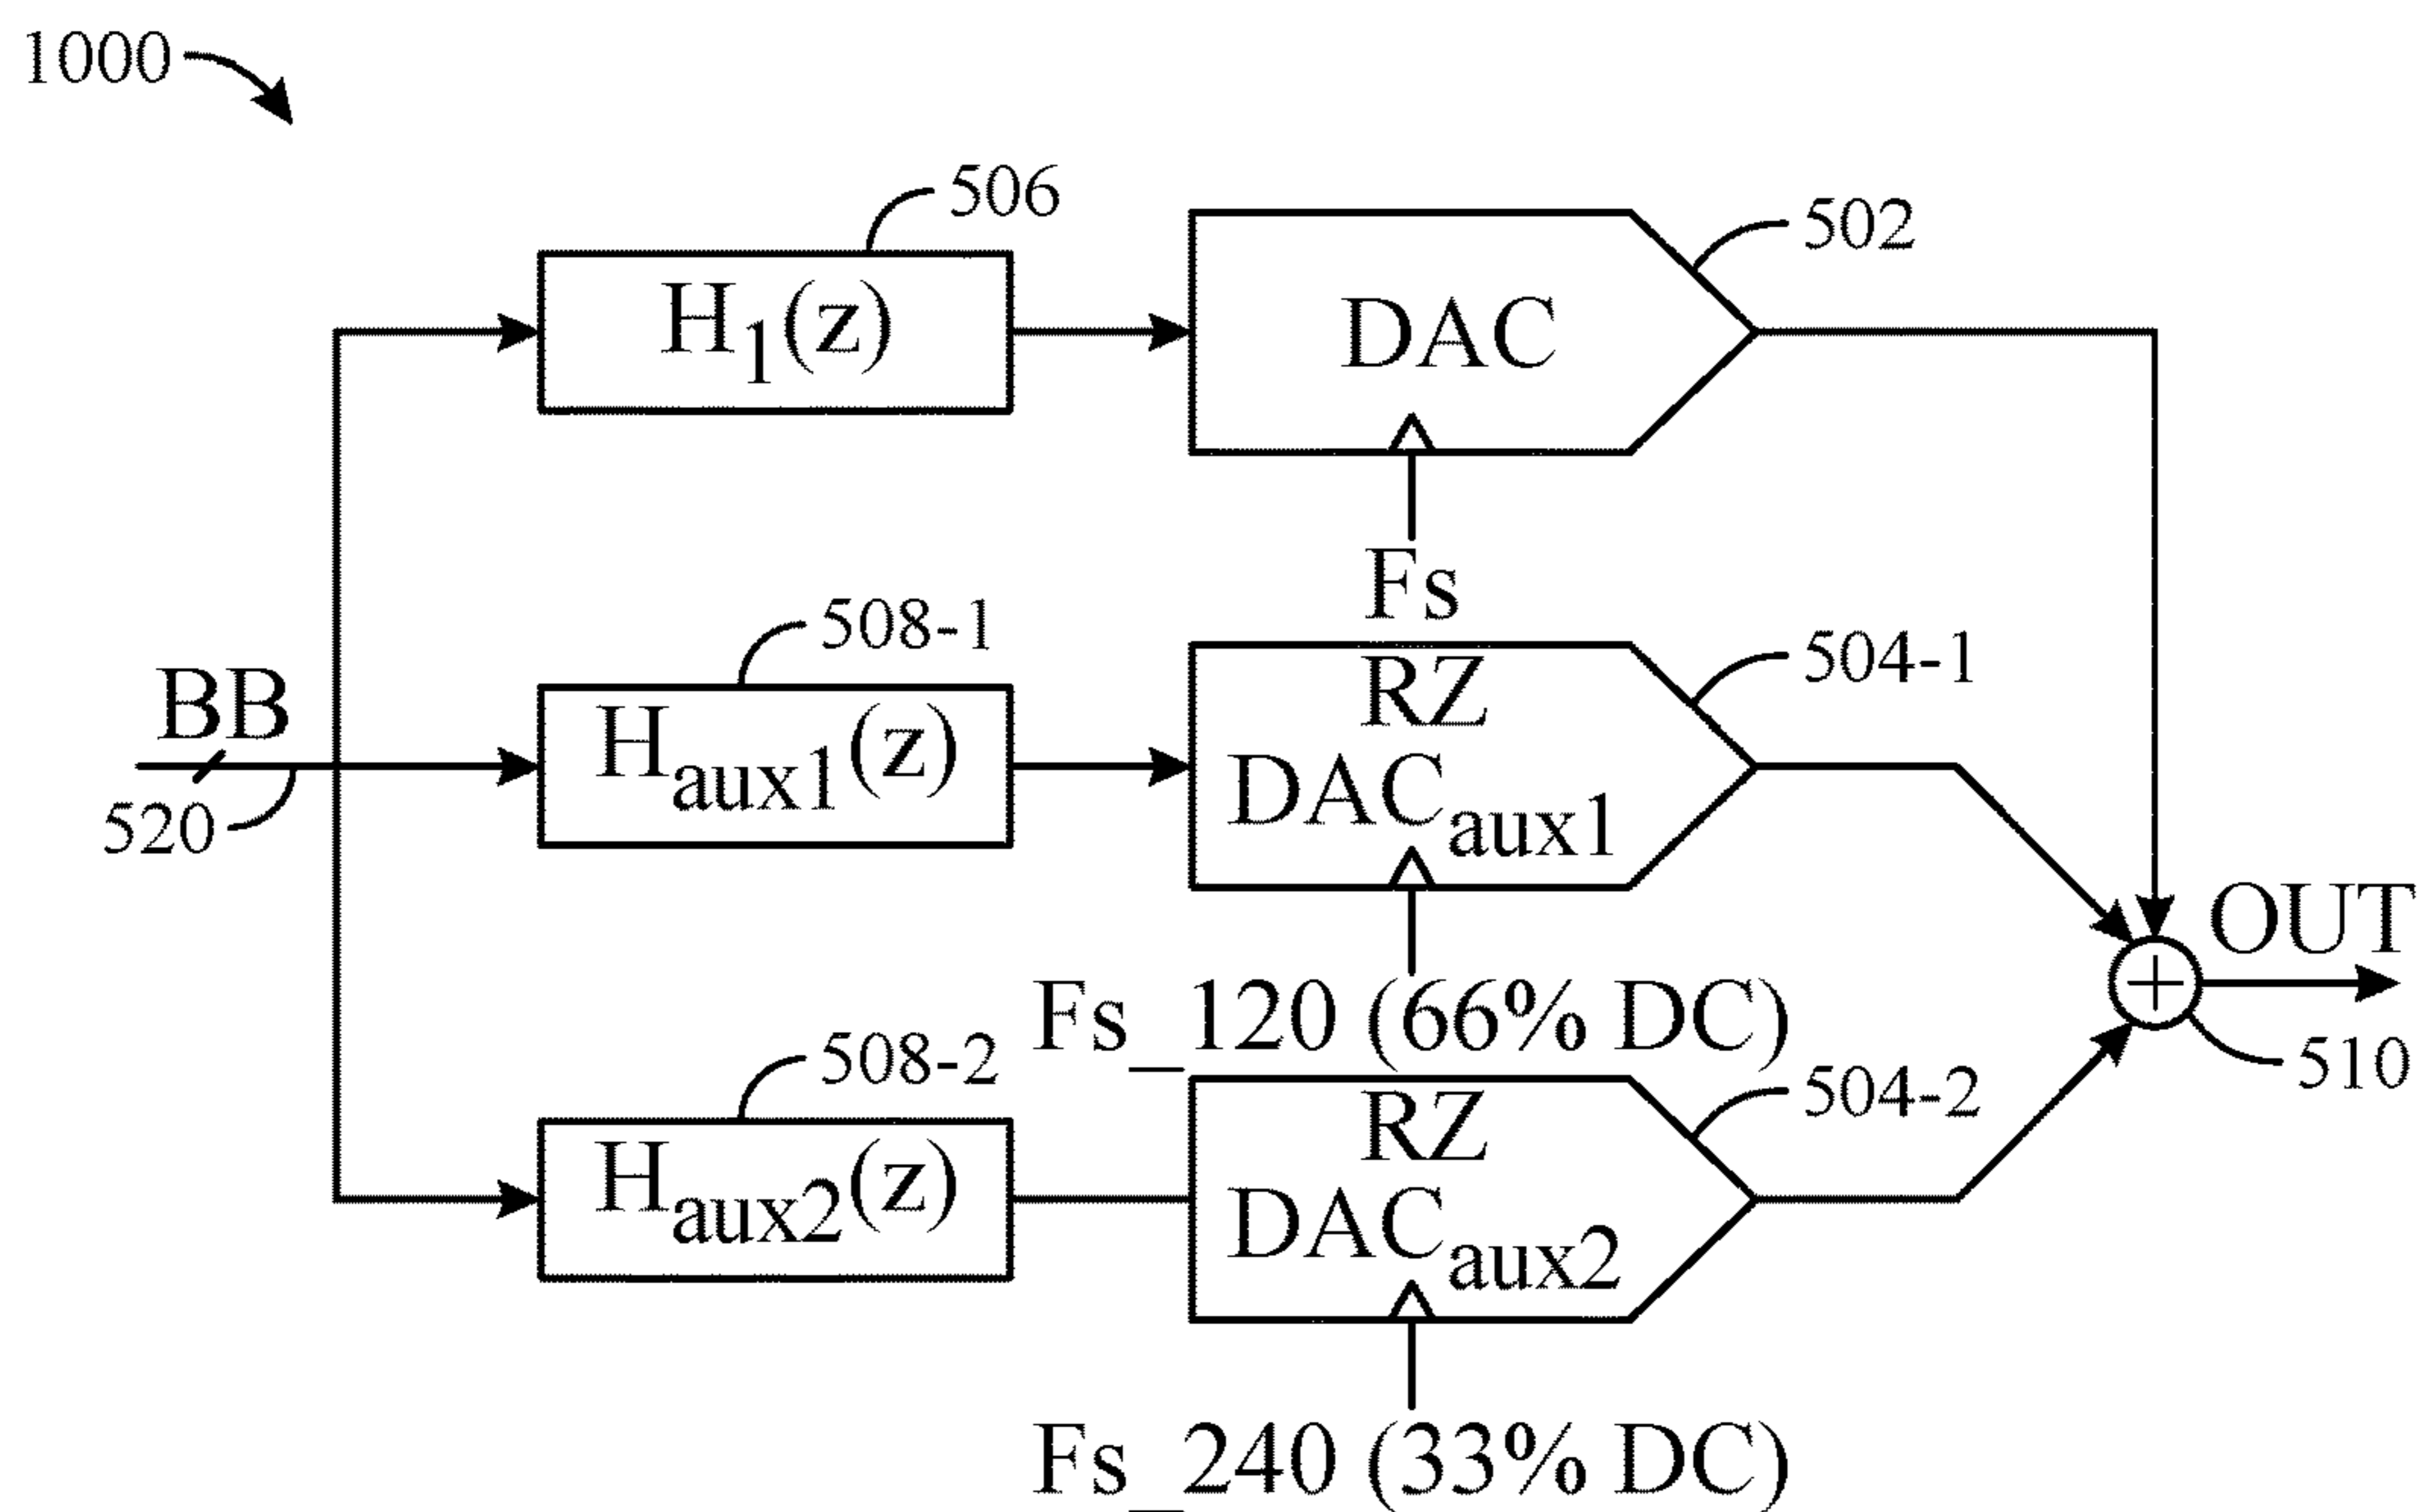 1000
506
H1(z)
502
DAC
Fs
508-1
Haux1(z)
504-1
RZ
DACaux1
BB
520
Fs_120 (66% DC)
OUT
510
508-2
Haux2(z)
504-2
RZ
DACaux2
Fs_240 (33% DC)